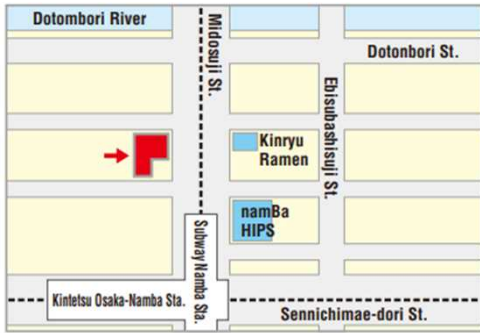 Dotombori River
Midosuji St.
Dotonbori St.
Ebisubashisuji St.
Kinryu
Ramen
namBa
HIPS
Subway Namba Sta.
Kintetsu Osaka-Namba Sta.
Sennichimae-dori St.